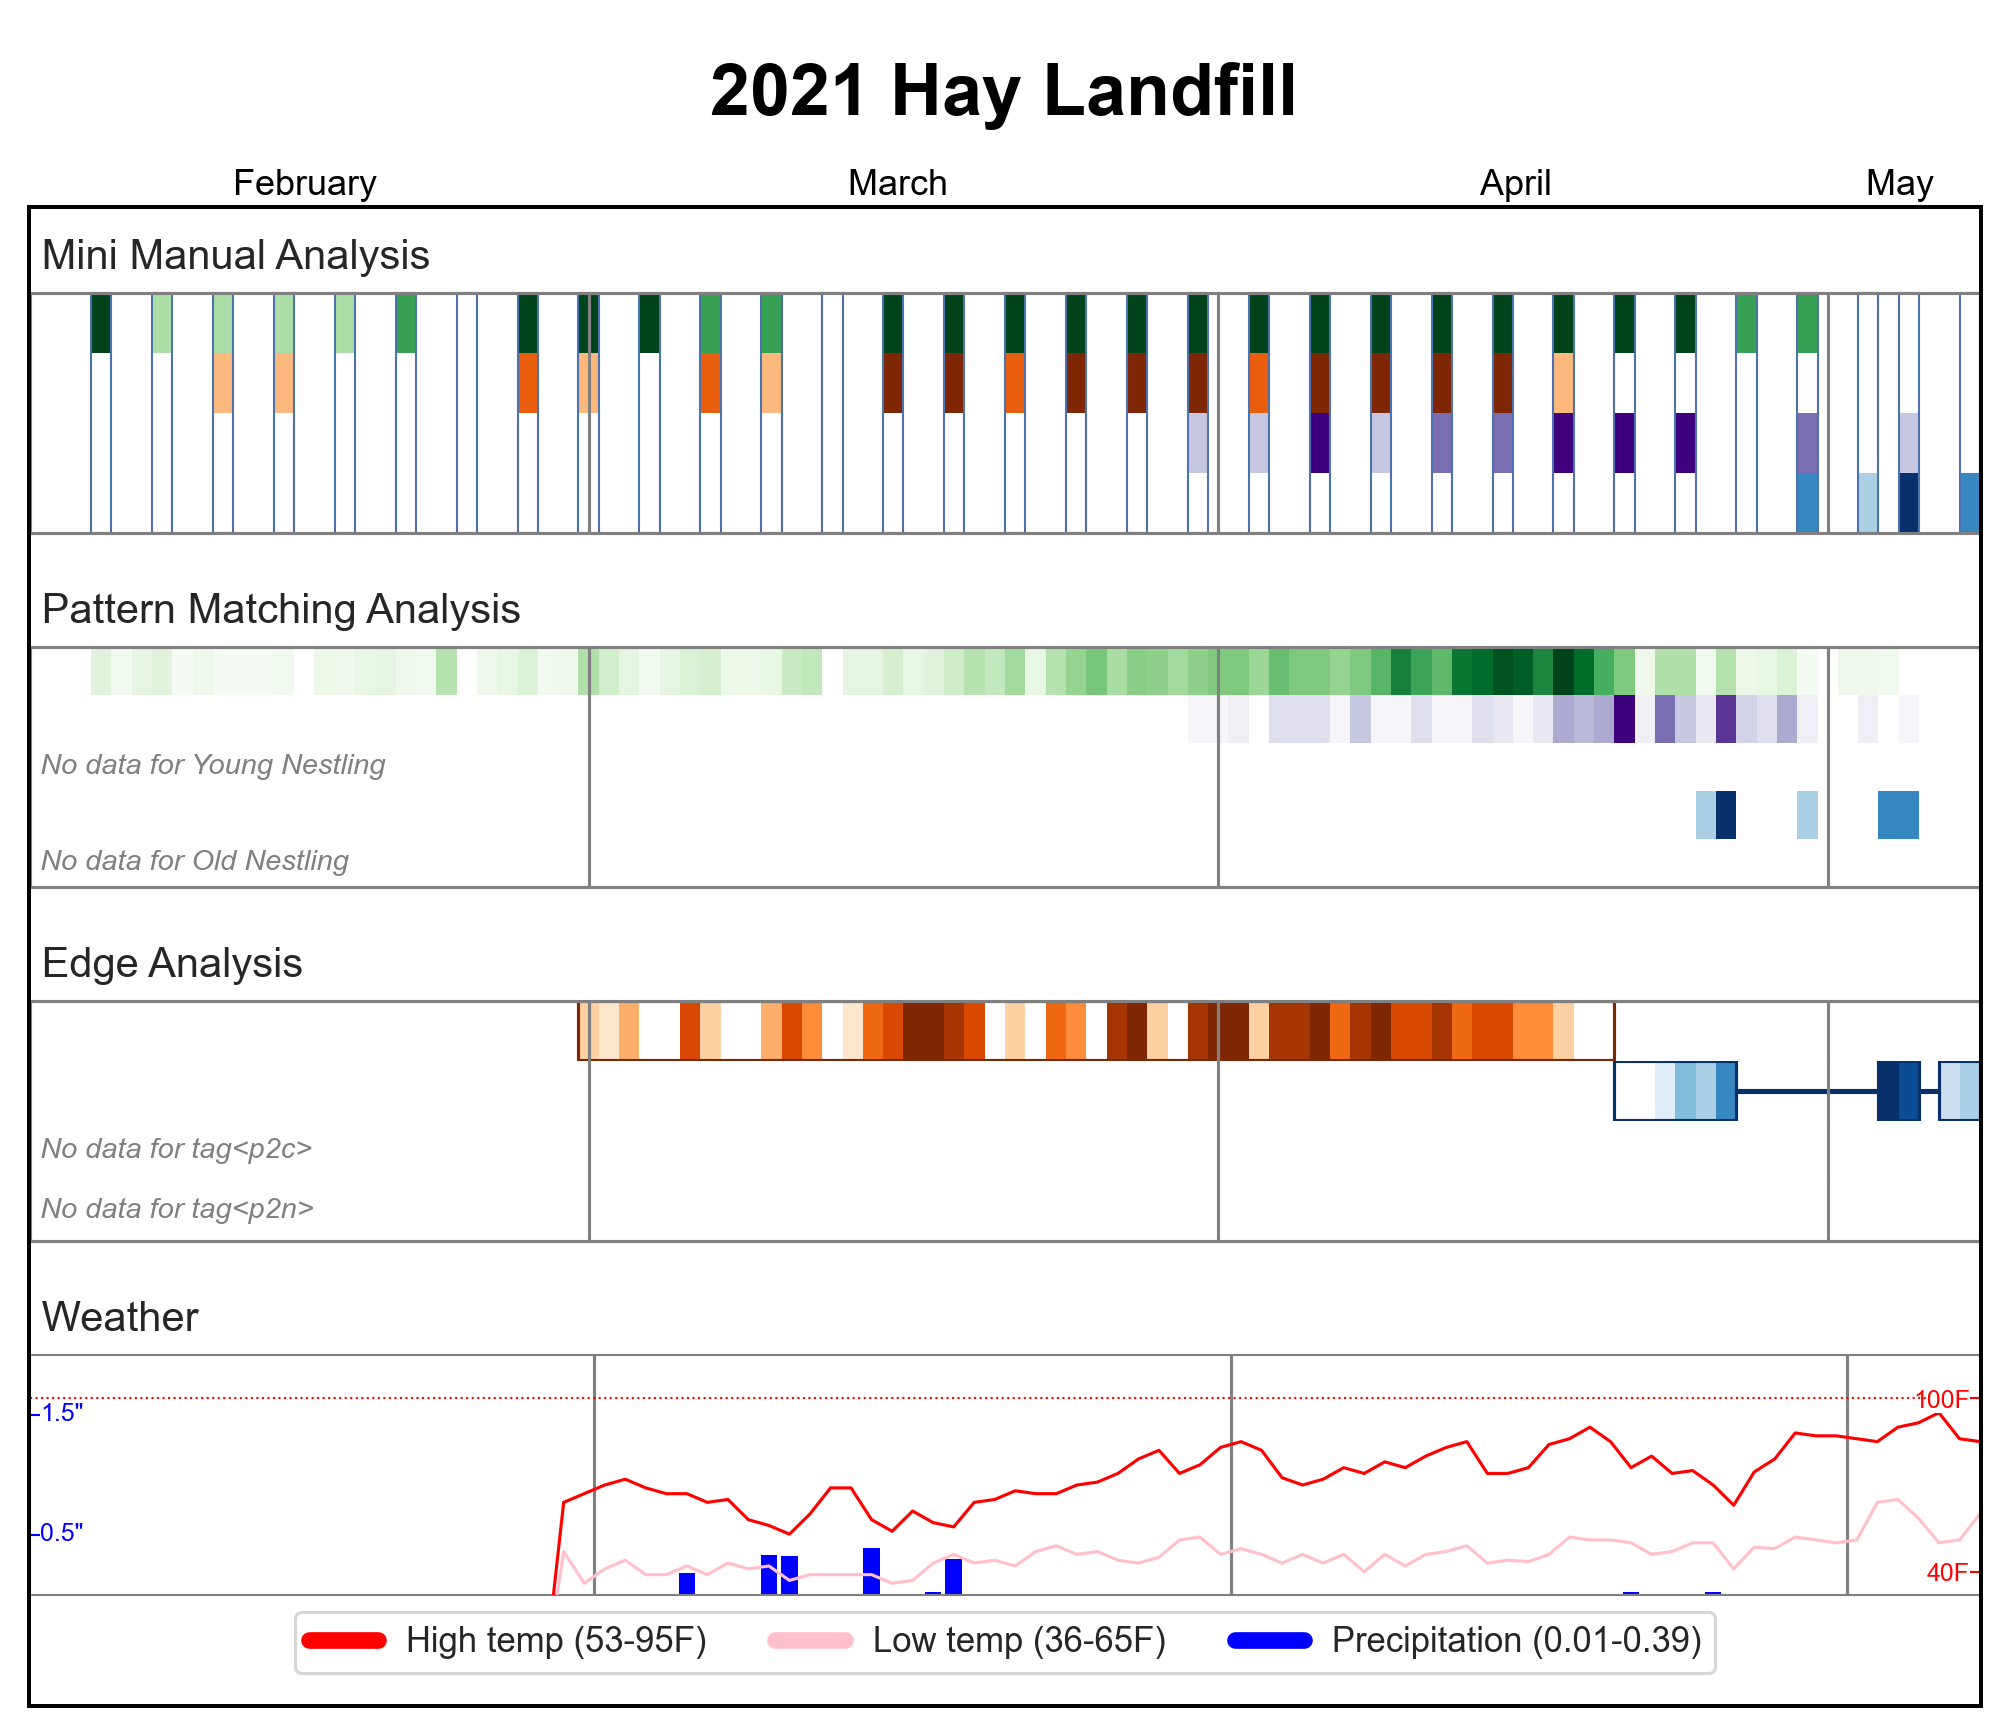 2021 Hay Landfill
February March April May
Mini Manual Analysis
Pattern Matching Analysis
No data for Young Nestling
No data for Old Nestling
Edge Analysis
No data for tag<p2c>
No data for tag<p2n>
Weather
100F
1.5"
0.5"
40F
High temp (53-95F) Low temp (36-65F) Precipitation (0.01-0.39)